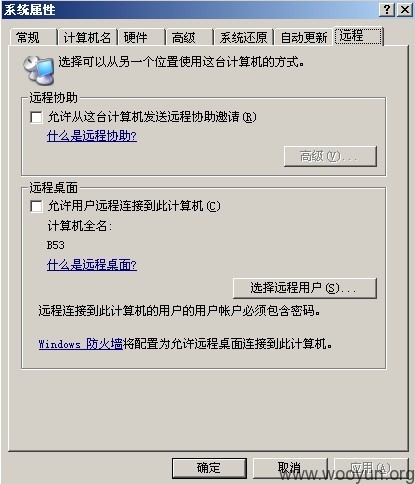 系统属性
常规 计算机名 硬件 高级 系统还原 自动更新 远程
选择可以从另一个位置使用这台计算机的方式。
远程协助
允许从这台计算机发送远程协助邀请(R)
什么是远程协助?
高级(V)...
远程桌面
允许用户远程连接到此计算机(C)
计算机全名:
B53
什么是远程桌面?
选择远程用户(S)...
远程连接到此计算机的用户的用户帐户必须包含密码。
Windows 防火墙将配置为允许远程桌面连接到此计算机。
确定 取消 应用(A)
www.wooyun.org